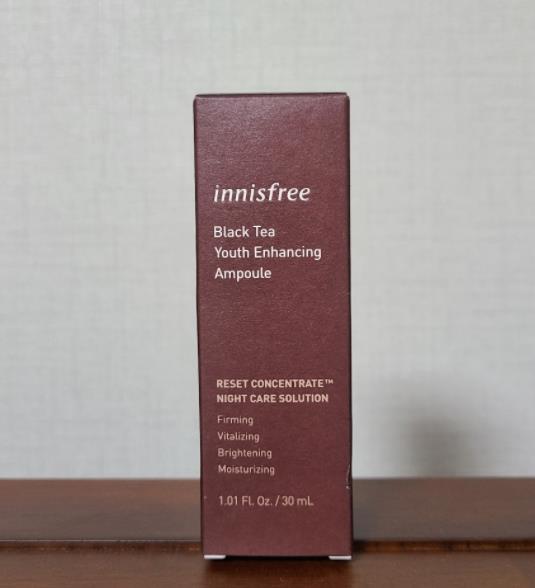 innisfree
Black Tea
Youth Enhancing
Ampoule
RESET CONCENTRATE™
NIGHT CARE SOLUTION
Firming
Vitalizing
Brightening
Moisturizing
1.01 Fl. Oz. / 30 mL